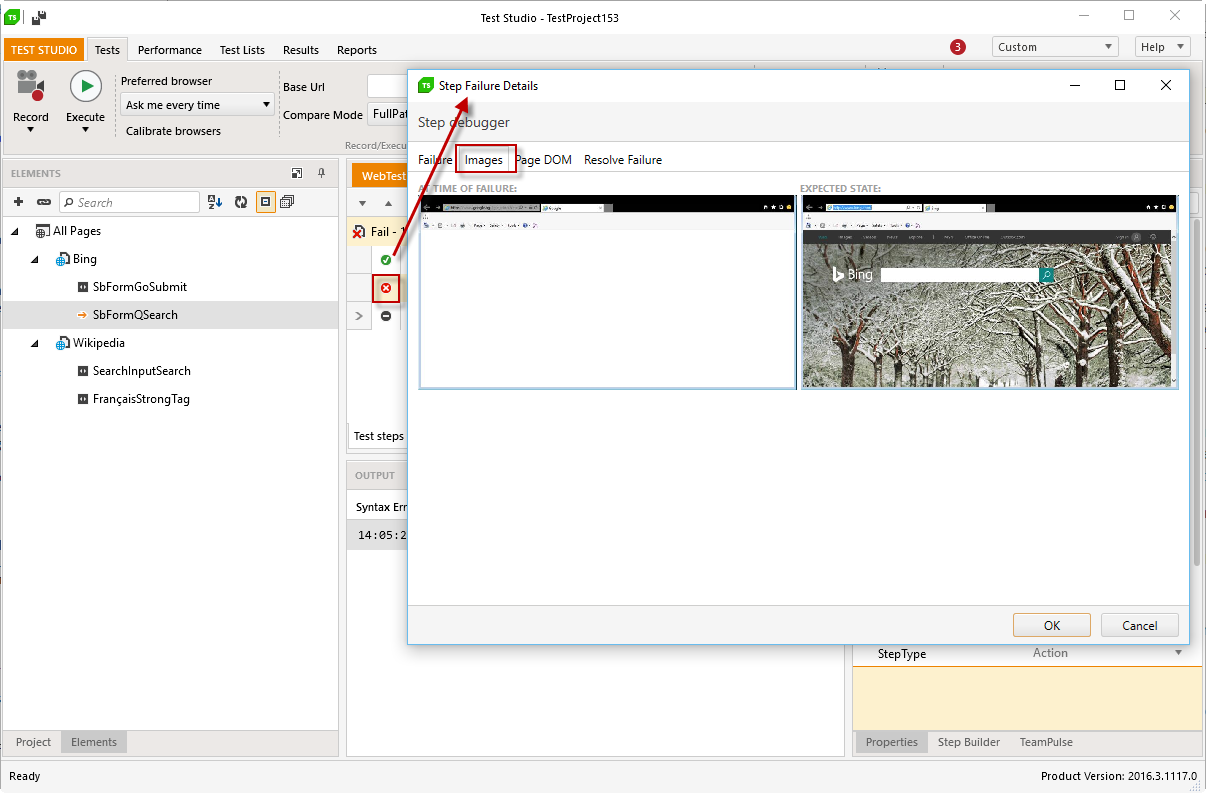 TS
Test Studio - TestProject153
TEST STUDIO Tests Performance Test Lists Results Reports 3 Custom Help
Record
Execute
Preferred browser
Ask me every time
Calibrate browsers
Base Url
Compare Mode FullPat
Record/Execu
TS Step Failure Details
Step debugger
Failure Images Page DOM Resolve Failure
AT TIME OF FAILURE: EXPECTED STATE:
Google
Bing
ELEMENTS
Search
All Pages
Bing
SbFormGoSubmit
SbFormQSearch
Wikipedia
SearchInputSearch
FrançaisStrongTag
WebTest
Fail - 1
Test steps
OUTPUT
Syntax Err
14:05:2
OK Cancel
StepType Action
Project Elements
Properties Step Builder TeamPulse
Ready Product Version: 2016.3.1117.0